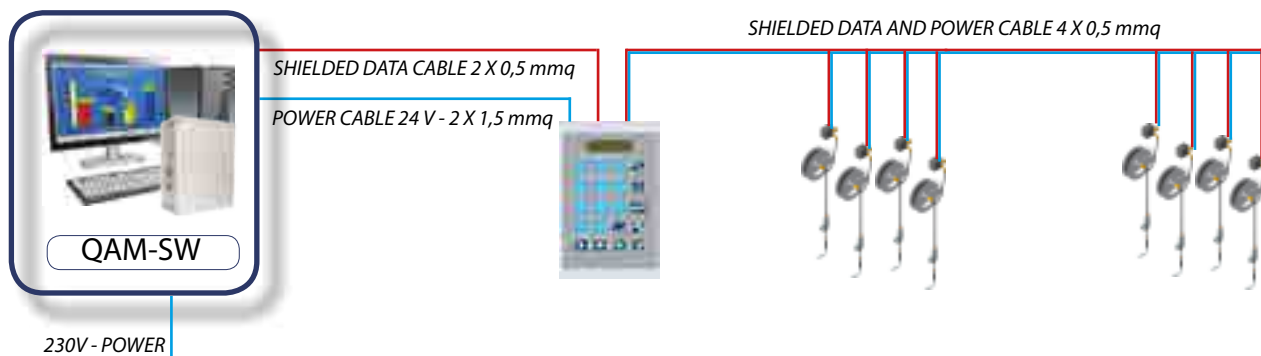 SHIELDED DATA AND POWER CABLE 4 X 0,5 mmq
SHIELDED DATA CABLE 2 X 0,5 mmq
POWER CABLE 24 V - 2 X 1,5 mmq
QAM-SW
230V - POWER